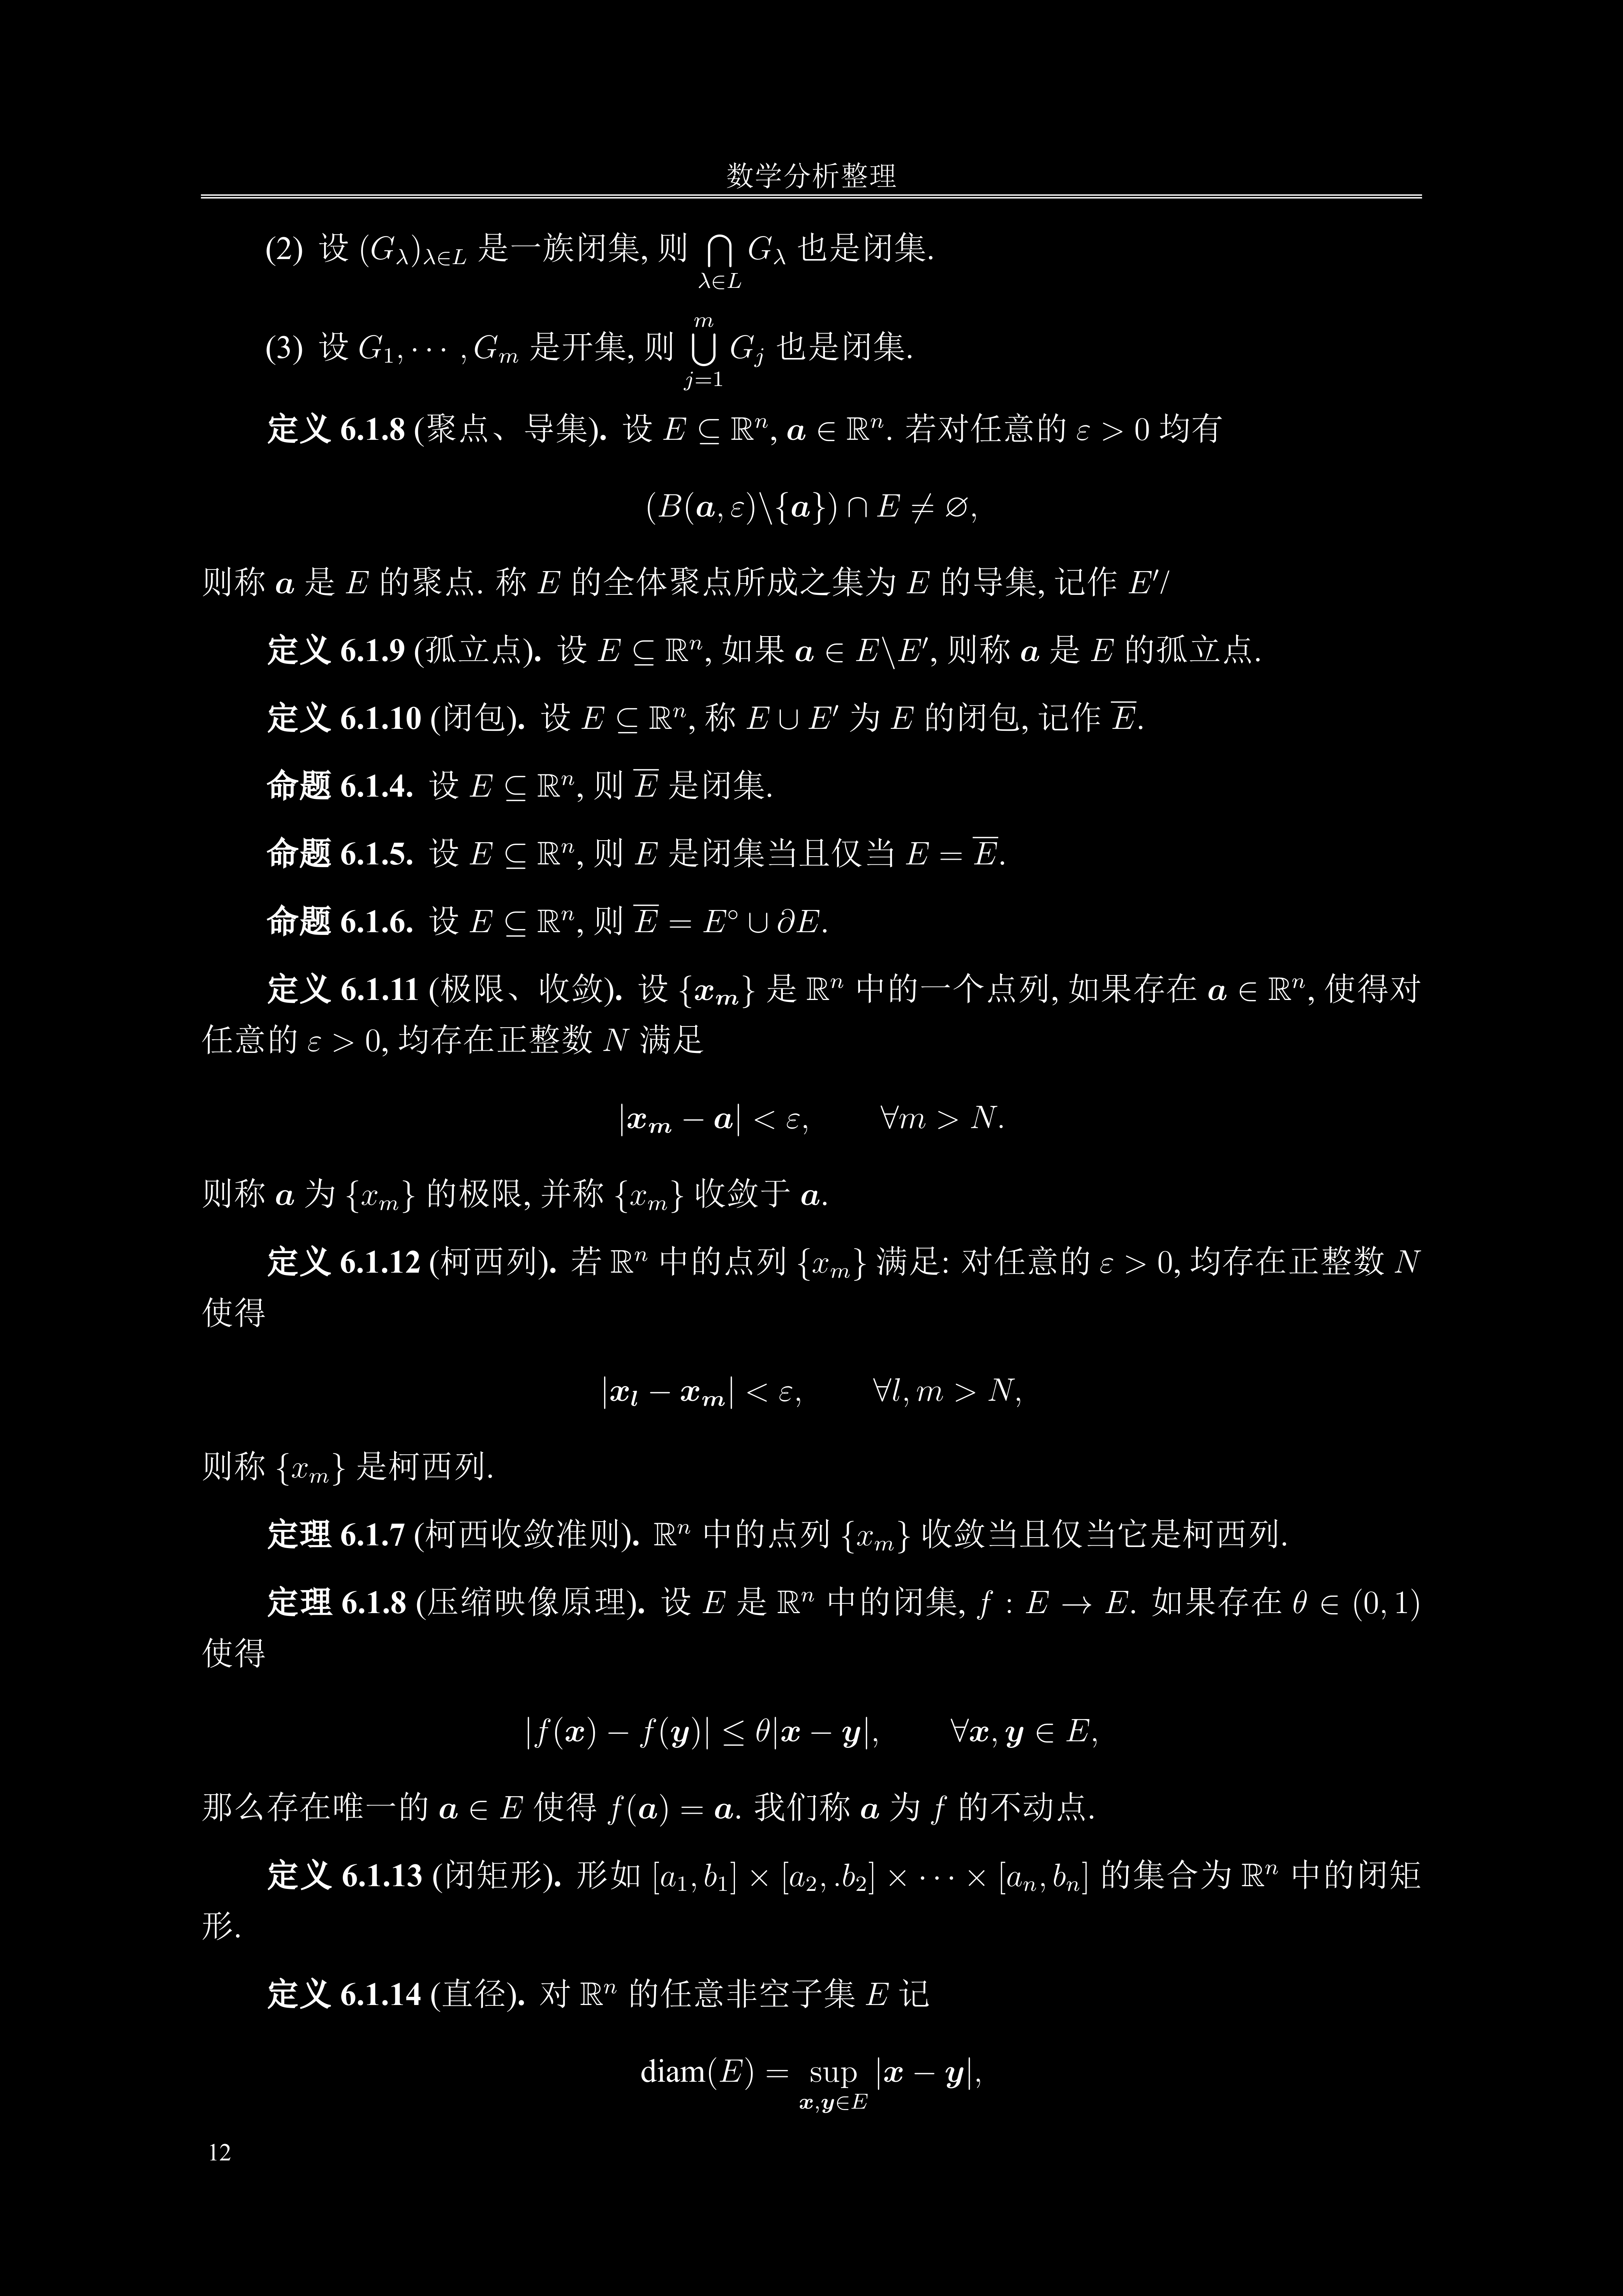 数学分析整理
(2) 设 $(G_\lambda)_{\lambda\in L}$ 是一族闭集, 则 $\bigcap\limits_{\lambda\in L} G_\lambda$ 也是闭集.
(3) 设 $G_1, \cdots, G_m$ 是开集, 则 $\bigcup\limits_{j=1}^{m} G_j$ 也是闭集.
定义 6.1.8 (聚点、导集). 设 $E \subseteq \mathbb{R}^n$, $\boldsymbol{a} \in \mathbb{R}^n$. 若对任意的 $\varepsilon > 0$ 均有
$(B(\boldsymbol{a}, \varepsilon)\backslash\{\boldsymbol{a}\}) \cap E \neq \varnothing,$
则称 $\boldsymbol{a}$ 是 $E$ 的聚点. 称 $E$ 的全体聚点所成之集为 $E$ 的导集, 记作 $E'$/
定义 6.1.9 (孤立点). 设 $E \subseteq \mathbb{R}^n$, 如果 $\boldsymbol{a} \in E\backslash E'$, 则称 $\boldsymbol{a}$ 是 $E$ 的孤立点.
定义 6.1.10 (闭包). 设 $E \subseteq \mathbb{R}^n$, 称 $E \cup E'$ 为 $E$ 的闭包, 记作 $\overline{E}$.
命题 6.1.4. 设 $E \subseteq \mathbb{R}^n$, 则 $\overline{E}$ 是闭集.
命题 6.1.5. 设 $E \subseteq \mathbb{R}^n$, 则 $E$ 是闭集当且仅当 $E = \overline{E}$.
命题 6.1.6. 设 $E \subseteq \mathbb{R}^n$, 则 $\overline{E} = E^\circ \cup \partial E$.
定义 6.1.11 (极限、收敛). 设 $\{\boldsymbol{x_m}\}$ 是 $\mathbb{R}^n$ 中的一个点列, 如果存在 $\boldsymbol{a} \in \mathbb{R}^n$, 使得对
任意的 $\varepsilon > 0$, 均存在正整数 $N$ 满足
$|\boldsymbol{x_m} - \boldsymbol{a}| < \varepsilon, \qquad \forall m > N.$
则称 $\boldsymbol{a}$ 为 $\{x_m\}$ 的极限, 并称 $\{x_m\}$ 收敛于 $\boldsymbol{a}$.
定义 6.1.12 (柯西列). 若 $\mathbb{R}^n$ 中的点列 $\{x_m\}$ 满足: 对任意的 $\varepsilon > 0$, 均存在正整数 $N$
使得
$|\boldsymbol{x_l} - \boldsymbol{x_m}| < \varepsilon, \qquad \forall l, m > N,$
则称 $\{x_m\}$ 是柯西列.
定理 6.1.7 (柯西收敛准则). $\mathbb{R}^n$ 中的点列 $\{x_m\}$ 收敛当且仅当它是柯西列.
定理 6.1.8 (压缩映像原理). 设 $E$ 是 $\mathbb{R}^n$ 中的闭集, $f : E \to E$. 如果存在 $\theta \in (0, 1)$
使得
$|f(\boldsymbol{x}) - f(\boldsymbol{y})| \leq \theta|\boldsymbol{x} - \boldsymbol{y}|, \qquad \forall \boldsymbol{x}, \boldsymbol{y} \in E,$
那么存在唯一的 $\boldsymbol{a} \in E$ 使得 $f(\boldsymbol{a}) = \boldsymbol{a}$. 我们称 $\boldsymbol{a}$ 为 $f$ 的不动点.
定义 6.1.13 (闭矩形). 形如 $[a_1, b_1] \times [a_2, .b_2] \times \cdots \times [a_n, b_n]$ 的集合为 $\mathbb{R}^n$ 中的闭矩
形.
定义 6.1.14 (直径). 对 $\mathbb{R}^n$ 的任意非空子集 $E$ 记
$\mathrm{diam}(E) = \sup\limits_{\boldsymbol{x},\boldsymbol{y}\in E} |\boldsymbol{x} - \boldsymbol{y}|,$
12